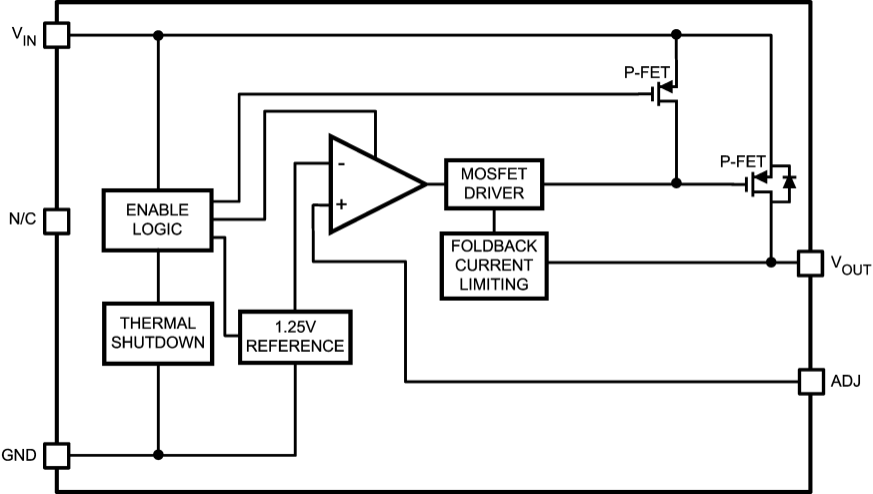 VIN
P-FET
P-FET
-
+
MOSFET
DRIVER
N/C
ENABLE
LOGIC
FOLDBACK
CURRENT
LIMITING
VOUT
THERMAL
SHUTDOWN
1.25V
REFERENCE
ADJ
GND